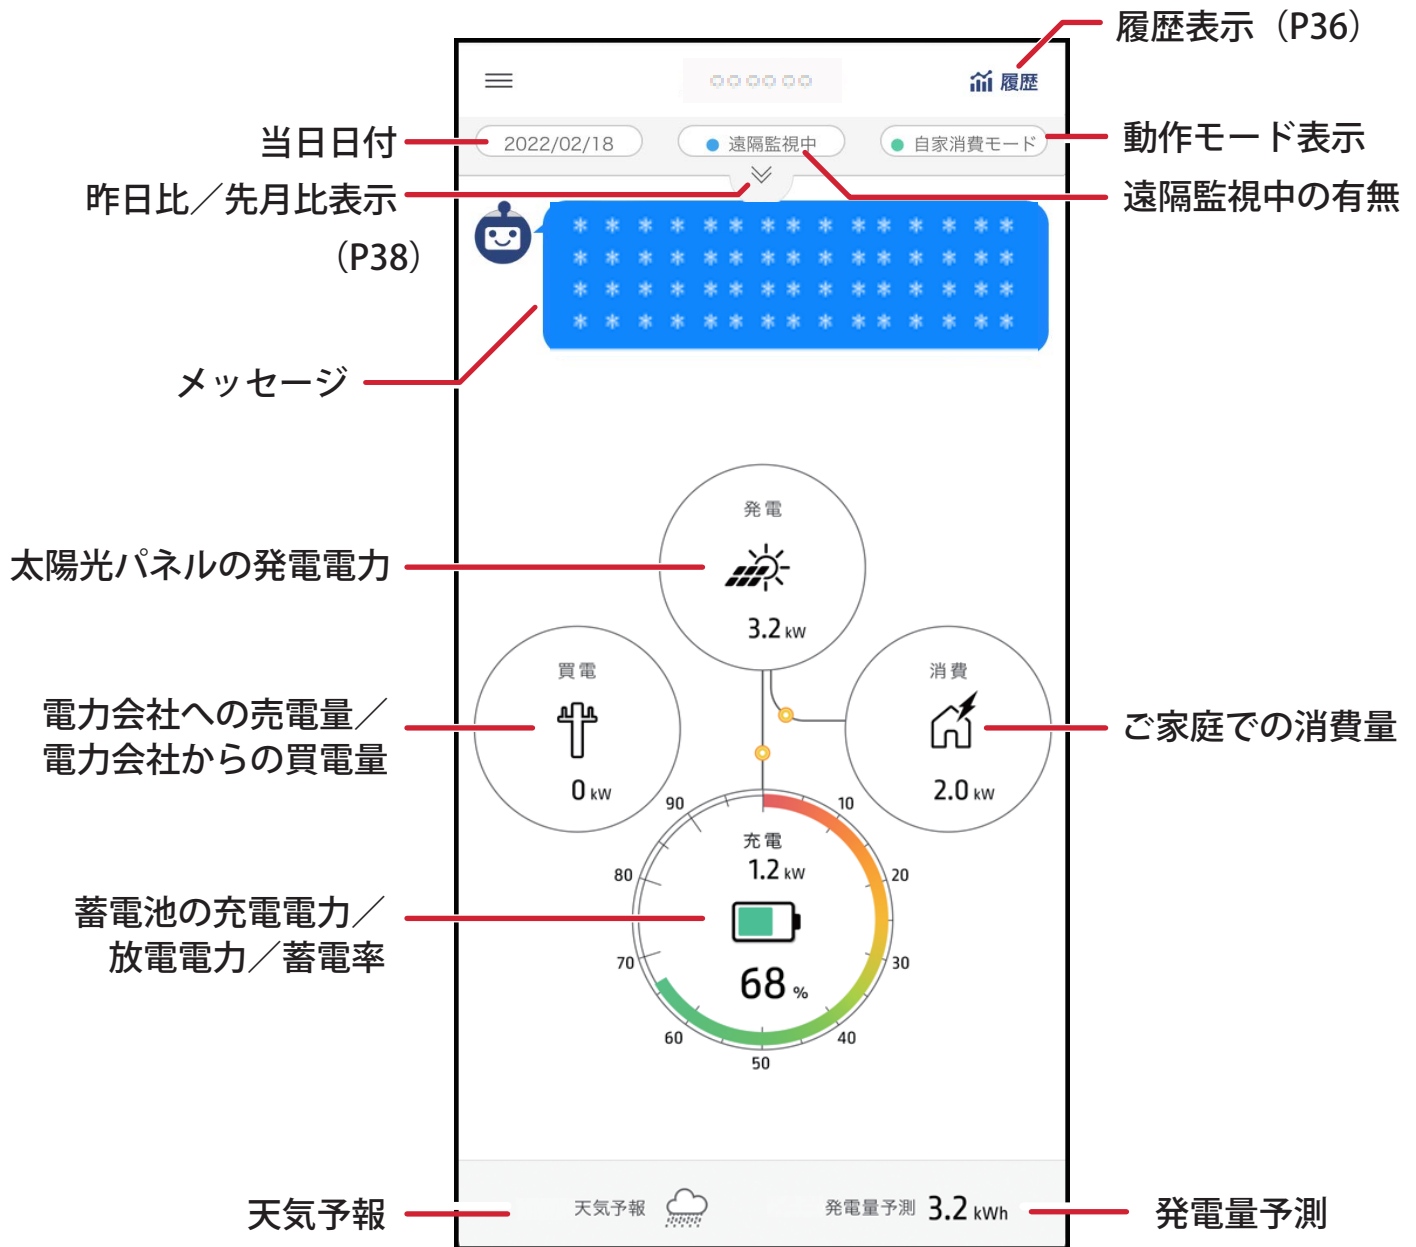 履歴表示（P36）
履歴
当日日付
2022/02/18
遠隔監視中
自家消費モード
動作モード表示
昨日比／先月比表示
（P38）
遠隔監視中の有無
＊＊＊＊＊＊＊＊＊＊＊＊＊＊
＊＊＊＊＊＊＊＊＊＊＊＊＊＊
＊＊＊＊＊＊＊＊＊＊＊＊＊＊
＊＊＊＊＊＊＊＊＊＊＊＊＊＊
メッセージ
発電
太陽光パネルの発電電力
3.2 kW
買電
消費
電力会社への売電量／
電力会社からの買電量
ご家庭での消費量
0 kW
2.0 kW
90
10
充電
1.2 kW
80
20
蓄電池の充電電力／
放電電力／蓄電率
70
30
68 %
60
40
50
天気予報
天気予報
発電量予測 3.2 kWh
発電量予測